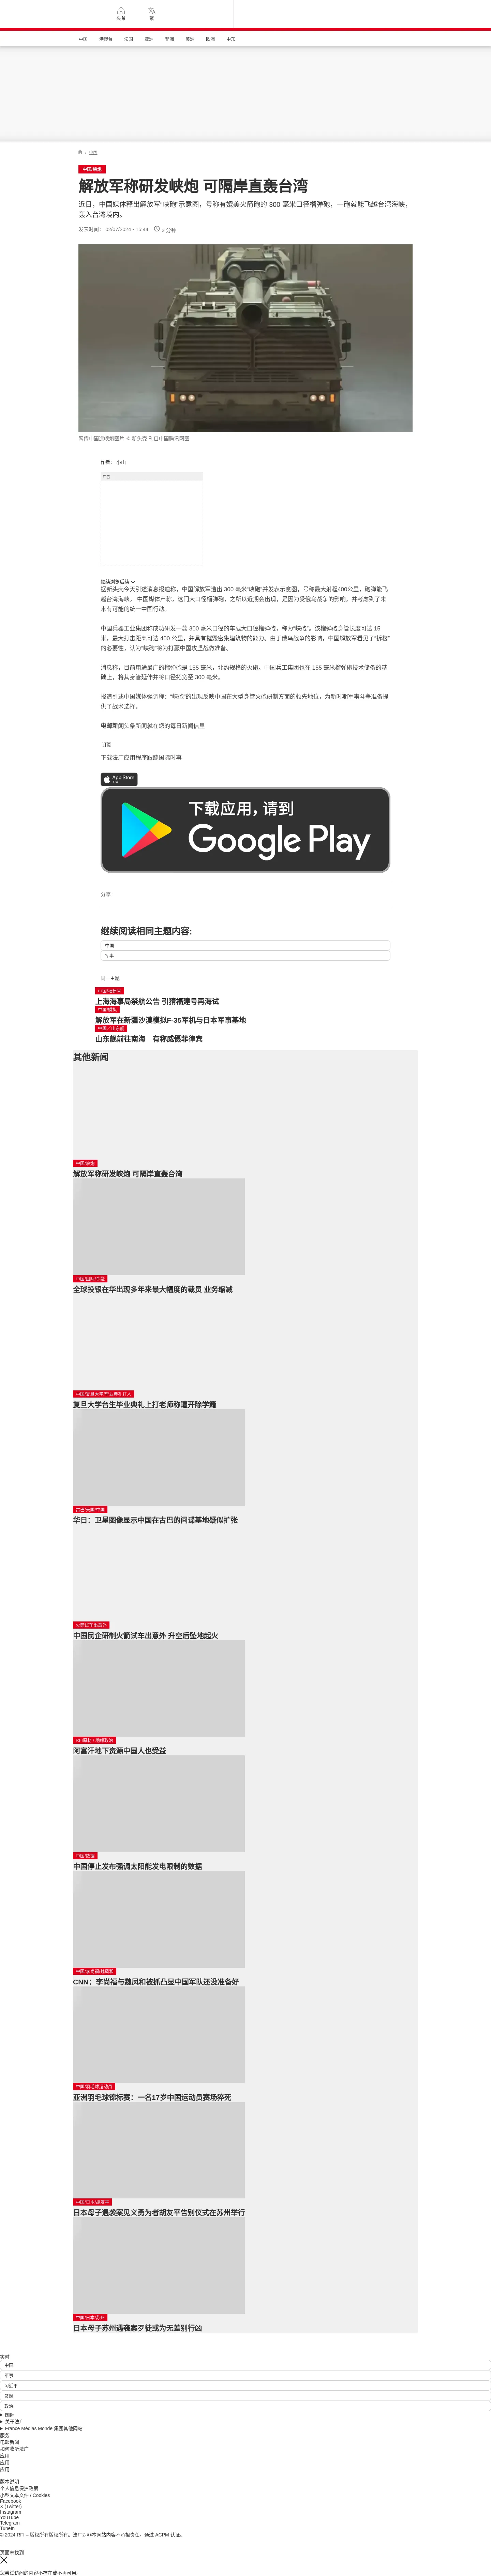 头条
繁
中国
港澳台
法国
亚洲
非洲
美洲
欧洲
中东
/ 中国
中国/峡炮
解放军称研发峡炮 可隔岸直轰台湾
近日，中国媒体释出解放军“峡炮”示意图，号称有媲美火箭砲的 300 毫米口径榴弹砲，一砲就能飞越台湾海峡，轰入台湾境内。
发表时间： 02/07/2024 - 15:44
3 分钟
网传中国造峡炮图片 © 新头壳 刊自中国腾讯网图
作者： 小山
广告
继续浏览后续
据新头壳今天引述消息报道称，中国解放军造出 300 毫米“峡砲”并发表示意图，号称最大射程400公里，砲弹能飞越台湾海峡。 中国媒体声称，这门大口径榴弹砲，之所以近期会出现，是因为受俄乌战争的影响，并考虑到了未来有可能的统一中国行动。
中国兵器工业集团称成功研发一款 300 毫米口径的车载大口径榴弹砲，称为“峡砲”。该榴弹砲身管长度可达 15 米，最大打击距离可达 400 公里，并具有摧毁密集建筑物的能力。由于俄乌战争的影响，中国解放军看见了“拆楼”的必要性，认为“峡砲”将为打赢中国攻坚战做准备。
消息称，目前用途最广的榴弹砲是 155 毫米，北约规格的火砲。中国兵工集团也在 155 毫米榴弹砲技术储备的基础上，将其身管延伸并将口径拓宽至 300 毫米。
报道引述中国媒体强调称：“峡砲”的出现反映中国在大型身管火砲研制方面的领先地位，为新时期军事斗争准备提供了战术选择。
电邮新闻头条新闻就在您的每日新闻信里
订阅
下载法广应用程序跟踪国际时事
App Store
下载应用，请到
Google Play
分享 :
继续阅读相同主题内容:
中国
军事
同一主题
中国/福建号
上海海事局禁航公告 引猜福建号再海试
中国/模拟
解放军在新疆沙漠模拟F-35军机与日本军事基地
中国／山东舰
山东舰前往南海　有称威慑菲律宾
其他新闻
中国/峡炮
解放军称研发峡炮 可隔岸直轰台湾
中国/国际/金融
全球投银在华出现多年来最大幅度的裁员 业务缩减
中国/复旦大学/毕业典礼打人
复旦大学台生毕业典礼上打老师称遭开除学籍
古巴/美国/中国
华日：卫星图像显示中国在古巴的间谍基地疑似扩张
火箭试车出意外
中国民企研制火箭试车出意外 升空后坠地起火
RFI原材 / 地缘政治
阿富汗地下资源中国人也受益
中国/数据
中国停止发布强调太阳能发电限制的数据
中国/李尚福/魏凤和
CNN：李尚福与魏凤和被抓凸显中国军队还没准备好
中国/羽毛球运动员
亚洲羽毛球锦标赛：一名17岁中国运动员赛场猝死
中国/日本/胡友平
日本母子遇袭案见义勇为者胡友平告别仪式在苏州举行
中国/日本/苏州
日本母子苏州遇袭案歹徒或为无差别行凶
实时
中国
军事
习近平
党媒
政治
国际
关于法广
France Médias Monde 集团其他网站
服务
电邮新闻
如何收听法广
应用
应用
应用
版本说明
个人信息保护政策
小型文本文件 / Cookies
Facebook
X (Twitter)
Instagram
YouTube
Telegram
TuneIn
© 2024 RFI – 版权所有版权所有。法广对非本网站内容不承担责任。通过 ACPM 认证。
页面未找到
您尝试访问的内容不存在或不再可用。